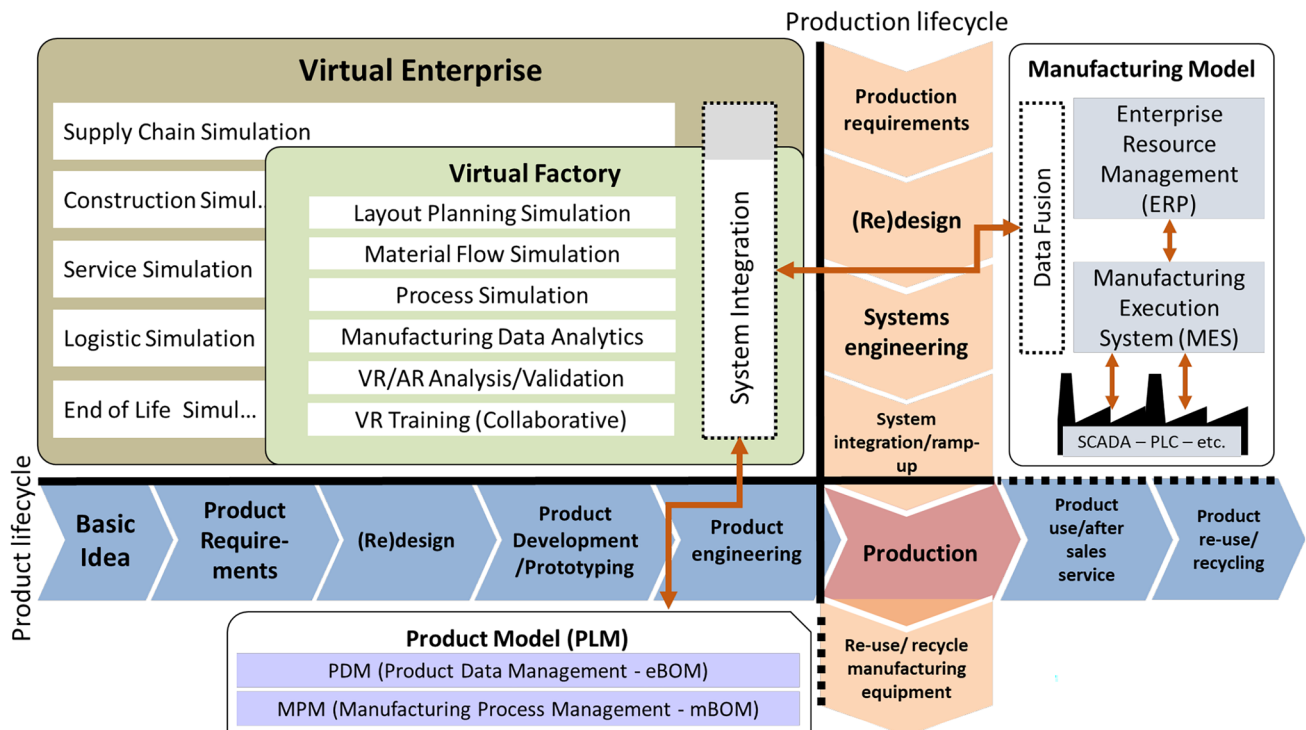 Production lifecycle
Virtual Enterprise
Supply Chain Simulation
Construction Simul...
Service Simulation
Logistic Simulation
End of Life Simul...
Virtual Factory
Layout Planning Simulation
Material Flow Simulation
Process Simulation
Manufacturing Data Analytics
VR/AR Analysis/Validation
VR Training (Collaborative)
System Integration
Production
requirements
(Re)design
Systems
engineering
System
integration/ramp-
up
Manufacturing Model
Data Fusion
Enterprise
Resource
Management
(ERP)
Manufacturing
Execution
System (MES)
SCADA – PLC – etc.
Product lifecycle
Basic
Idea
Product
Require-
ments
(Re)design
Product
Development
/Prototyping
Product
engineering
Production
Product
use/after
sales
service
Product
re-use/
recycling
Re-use/ recycle
manufacturing
equipment
Product Model (PLM)
PDM (Product Data Management - eBOM)
MPM (Manufacturing Process Management - mBOM)